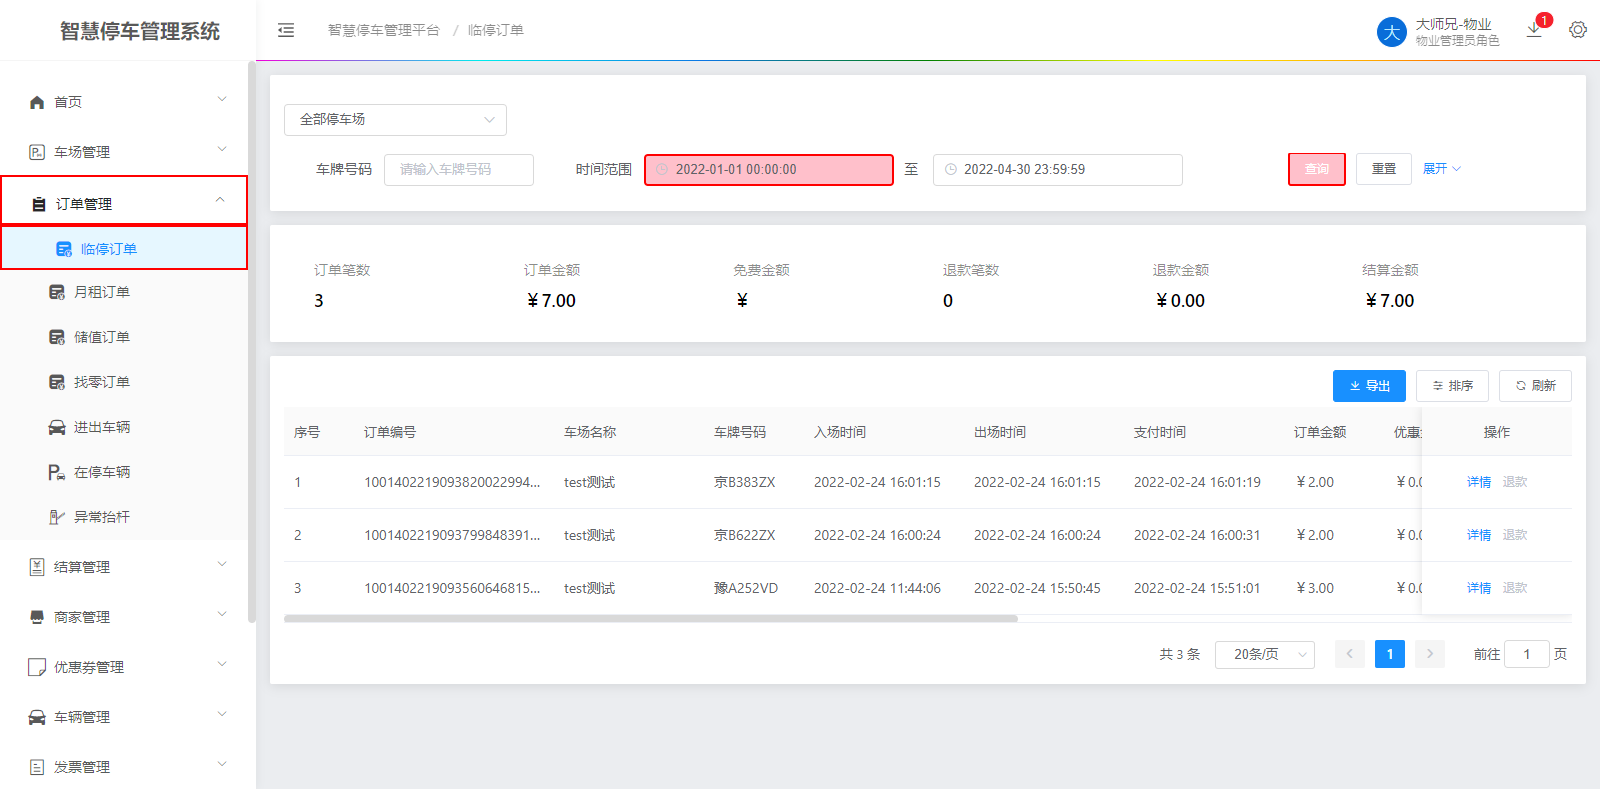 智慧停车管理系统
智慧停车管理平台 / 临停订单
大
大师兄-物业
物业管理员角色
1
首页
车场管理
订单管理
临停订单
月租订单
储值订单
找零订单
进出车辆
在停车辆
异常抬杆
结算管理
商家管理
优惠券管理
车辆管理
发票管理
全部停车场
车牌号码 请输入车牌号码 时间范围 2022-01-01 00:00:00 至 2022-04-30 23:59:59 查询 重置 展开
订单笔数 订单金额 免费金额 退款笔数 退款金额 结算金额
3 ¥7.00 ¥ 0 ¥0.00 ¥7.00
导出 排序 刷新
序号 订单编号 车场名称 车牌号码 入场时间 出场时间 支付时间 订单金额 优惠 操作
1 1001402219093820022994... test测试 京B383ZX 2022-02-24 16:01:15 2022-02-24 16:01:15 2022-02-24 16:01:19 ¥2.00 ¥0.0 详情 退款
2 1001402219093799848391... test测试 京B622ZX 2022-02-24 16:00:24 2022-02-24 16:00:24 2022-02-24 16:00:31 ¥2.00 ¥0.0 详情 退款
3 1001402219093560646815... test测试 豫A252VD 2022-02-24 11:44:06 2022-02-24 15:50:45 2022-02-24 15:51:01 ¥3.00 ¥0.0 详情 退款
共 3 条 20条/页 1 前往 1 页